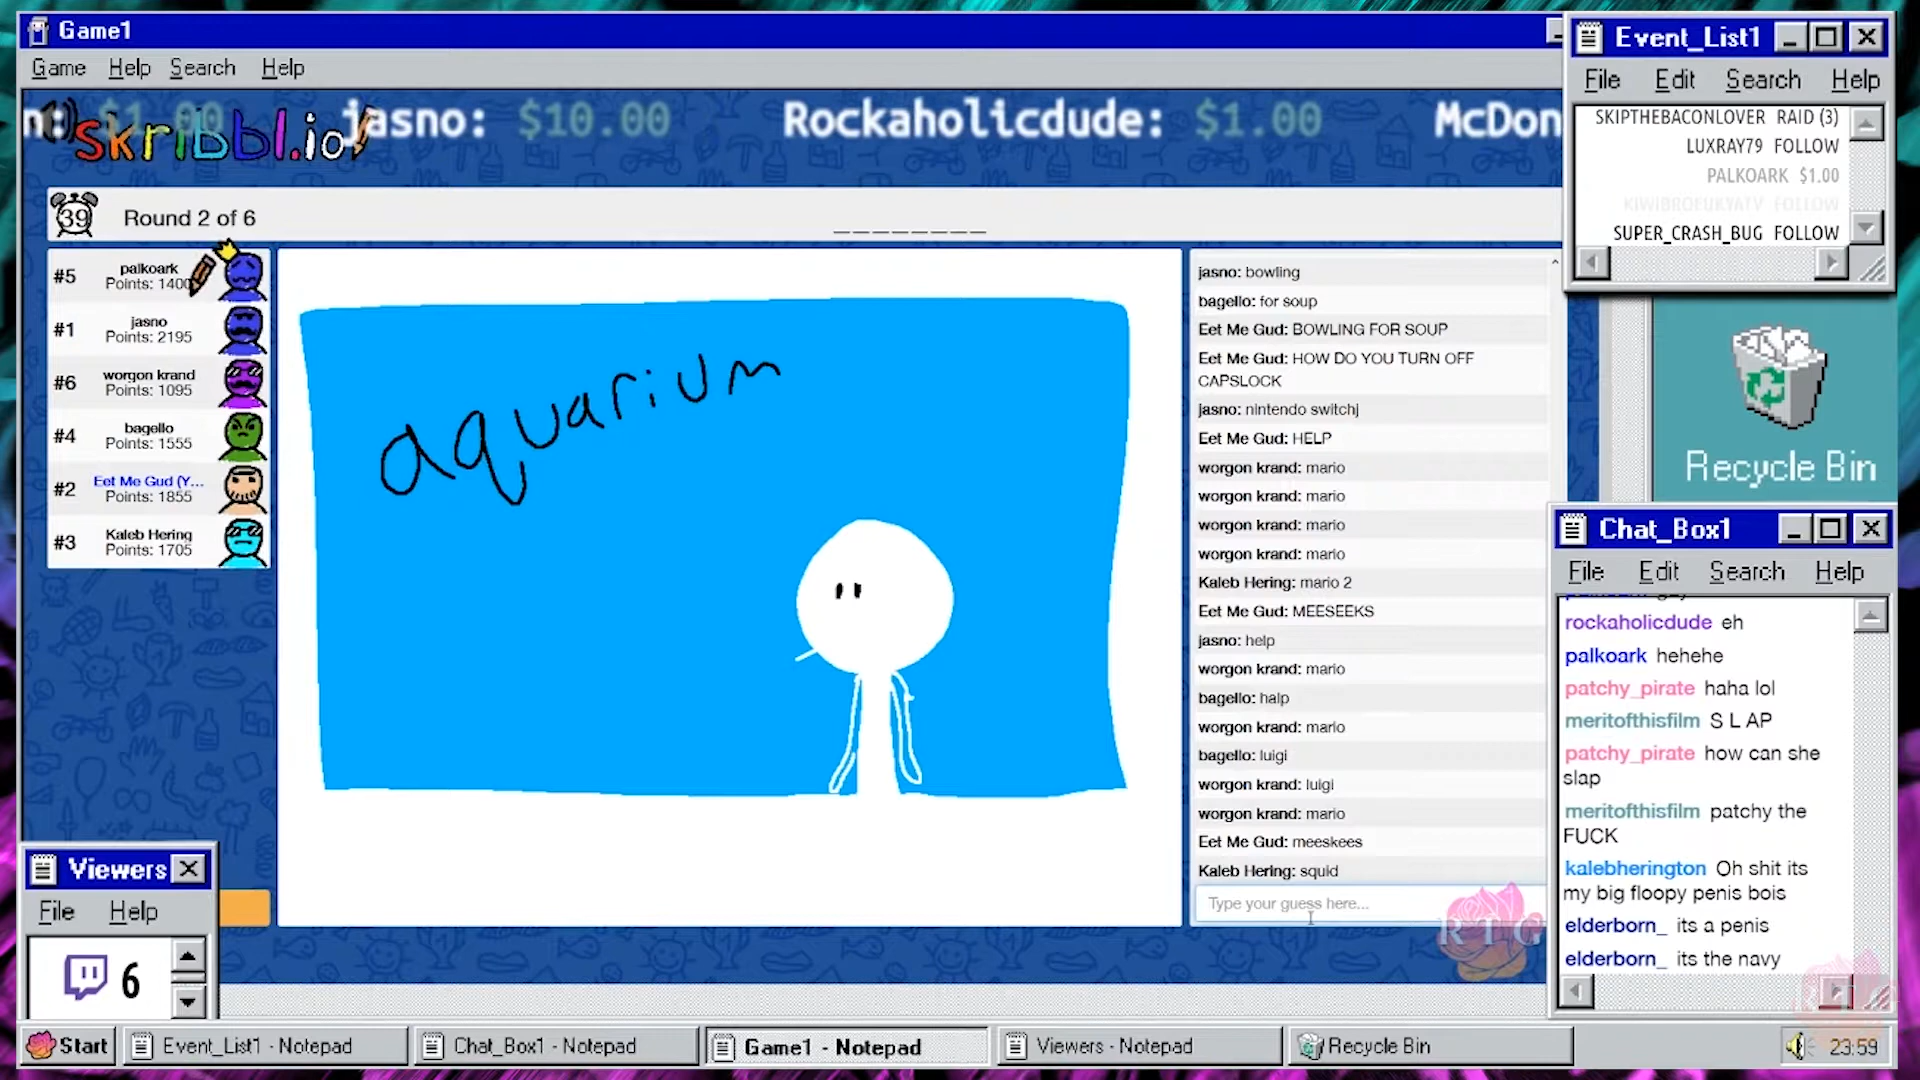 Game1
Game Help Search Help
n: $1.00 jasno: $10.00 Rockaholicdude: $1.00 McDon
skribbl.io
39 Round 2 of 6
________
#5 palkoark
Points: 1400
#1 jasno
Points: 2195
#6 worgon krand
Points: 1095
#4 bagello
Points: 1555
#2 Eet Me Gud (Y...
Points: 1855
#3 Kaleb Hering
Points: 1705
aquarium
jasno: bowling
bagello: for soup
Eet Me Gud: BOWLING FOR SOUP
Eet Me Gud: HOW DO YOU TURN OFF
CAPSLOCK
jasno: nintendo switchj
Eet Me Gud: HELP
worgon krand: mario
worgon krand: mario
worgon krand: mario
worgon krand: mario
Kaleb Hering: mario 2
Eet Me Gud: MEESEEKS
jasno: help
worgon krand: mario
bagello: halp
worgon krand: mario
bagello: luigi
worgon krand: luigi
worgon krand: mario
Eet Me Gud: meeskees
Kaleb Hering: squid
Type your guess here...
RTG
Event_List1
File Edit Search Help
SKIPTHEBACONLOVER RAID (3)
LUXRAY79 FOLLOW
PALKOARK $1.00
FOLLOW
SUPER_CRASH_BUG FOLLOW
Recycle Bin
Chat_Box1
File Edit Search Help
rockaholicdude eh
palkoark hehehe
patchy_pirate haha lol
meritofthisfilm S L AP
patchy_pirate how can she
slap
meritofthisfilm patchy the
FUCK
kalebherington Oh shit its
my big floopy penis bois
elderborn_ its a penis
elderborn_ its the navy
RTG
Viewers
File Help
6
Start
Event_List1 - Notepad
Chat_Box1 - Notepad
Game1 - Notepad
Viewers - Notepad
Recycle Bin
23:59